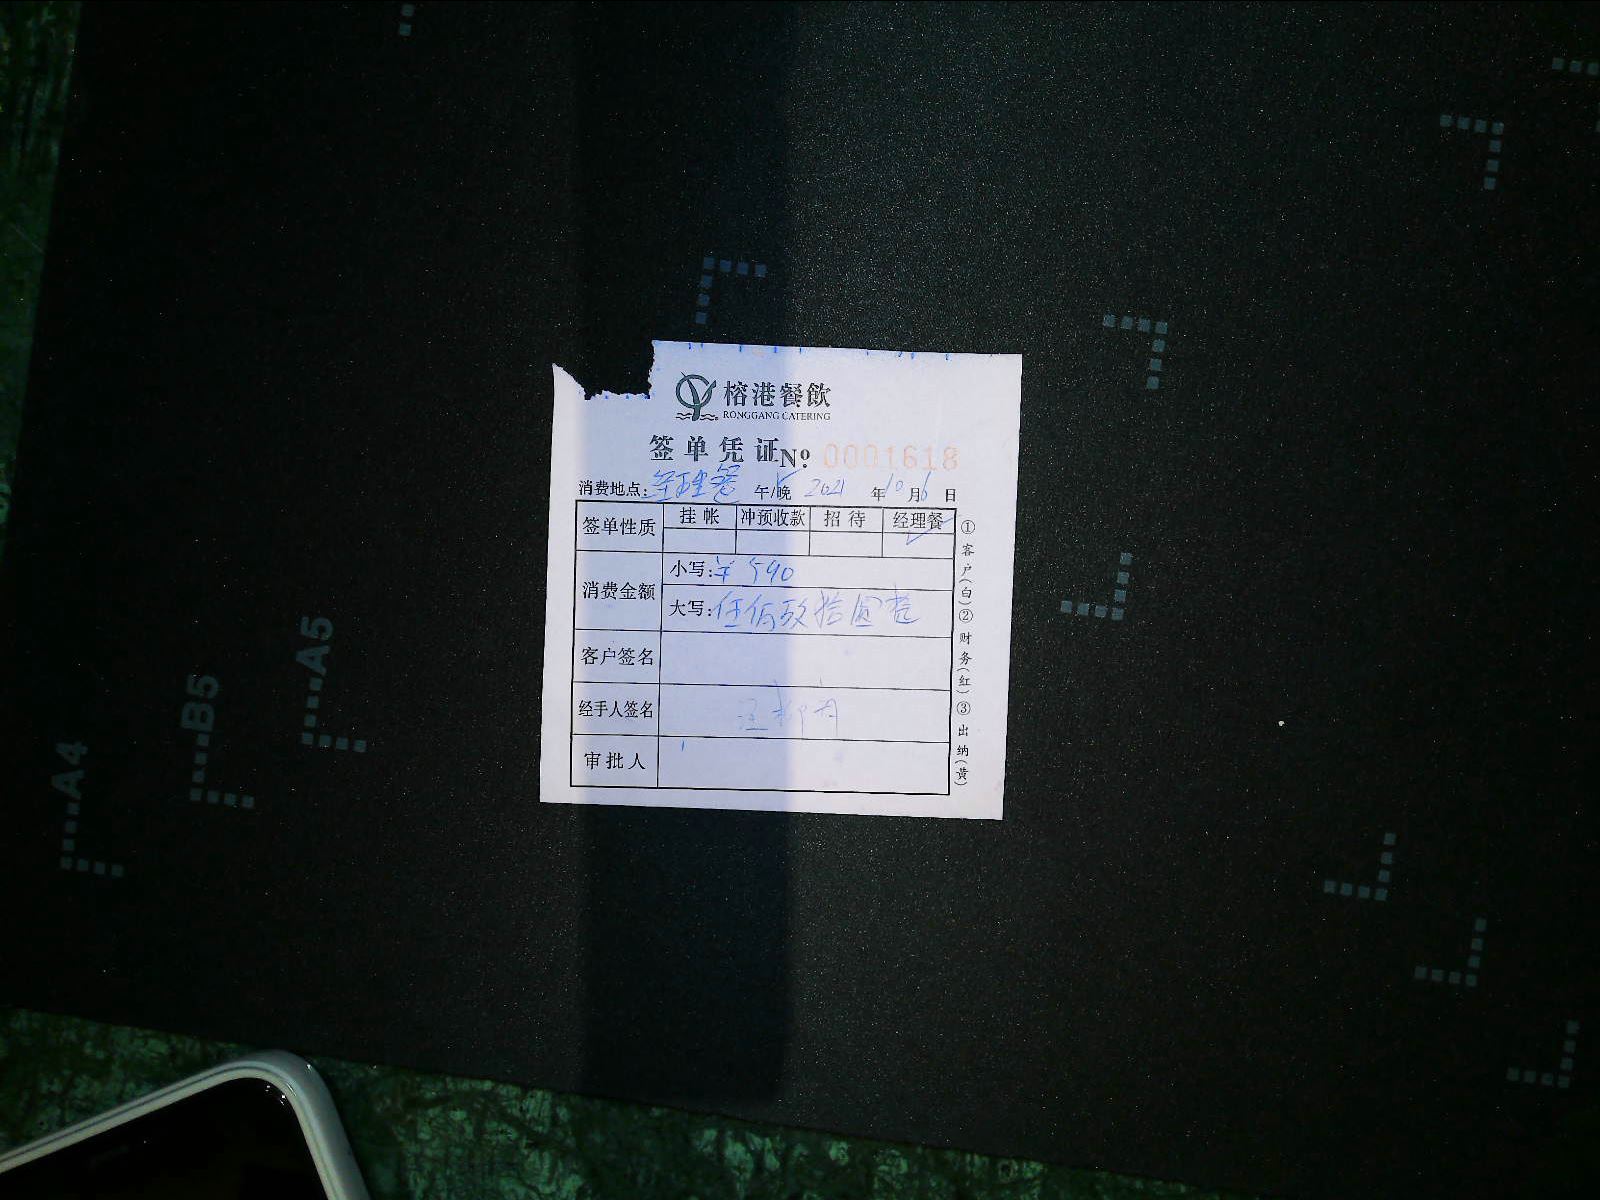 榕港餐飲
RONGGANG CATERING
签单凭证 № 0001618
消费地点: 经理餐 午/晚 2021 年 10 月 6 日
签单性质 挂帐 冲预收款 招待 经理餐
消费金额
小写: ¥ 590
大写: 伍佰玖拾圆整
客户签名
经手人签名
审批人
①客户(白)②财务(红)③出纳(黄)
A4
B5
A5